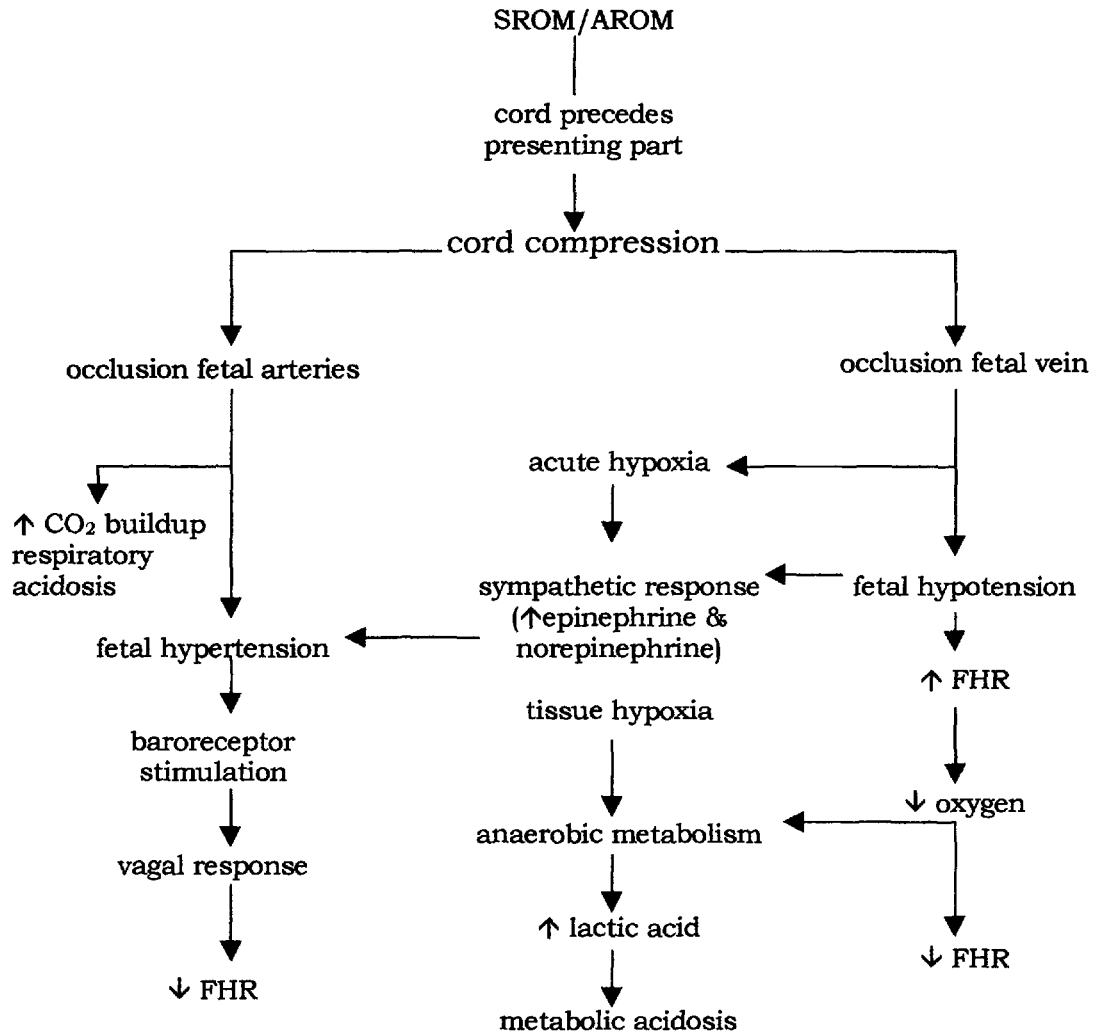 SROM/AROM
cord precedes
presenting part
cord compression
occlusion fetal arteries
occlusion fetal vein
acute hypoxia
↑ CO₂ buildup
respiratory
acidosis
sympathetic response
(↑epinephrine &
norepinephrine)
fetal hypotension
fetal hypertension
↑ FHR
tissue hypoxia
baroreceptor
stimulation
↓ oxygen
anaerobic metabolism
vagal response
↑ lactic acid
↓ FHR
↓ FHR
metabolic acidosis